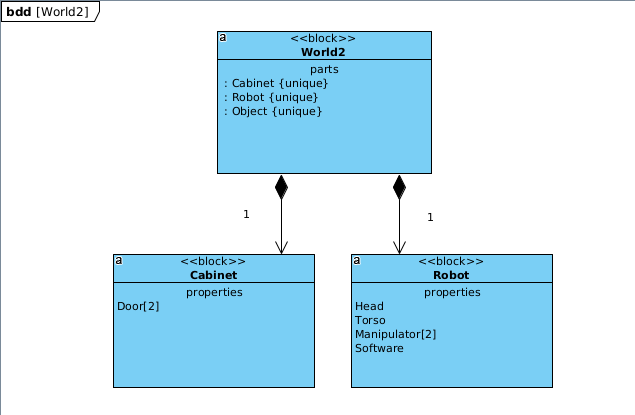 bdd [World2]
a
<<block>>
World2
parts
: Cabinet {unique}
: Robot {unique}
: Object {unique}
1
1
a
<<block>>
Cabinet
properties
Door[2]
a
<<block>>
Robot
properties
Head
Torso
Manipulator[2]
Software